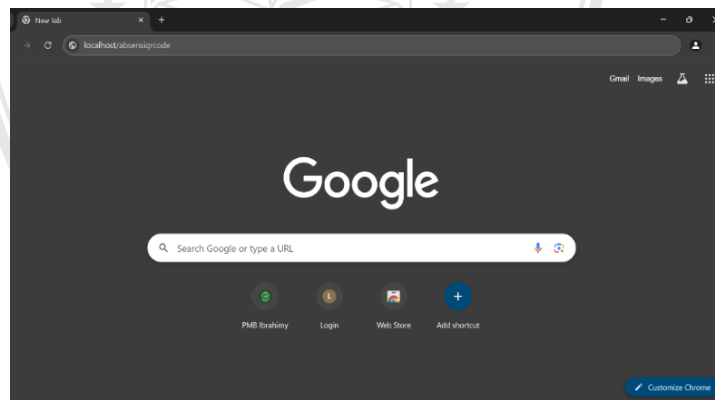 New tab
localhost/absensiqrcode
Gmail Images
Google
Search Google or type a URL
PMB Ibrahimy Login Web Store Add shortcut
L
Customize Chrome